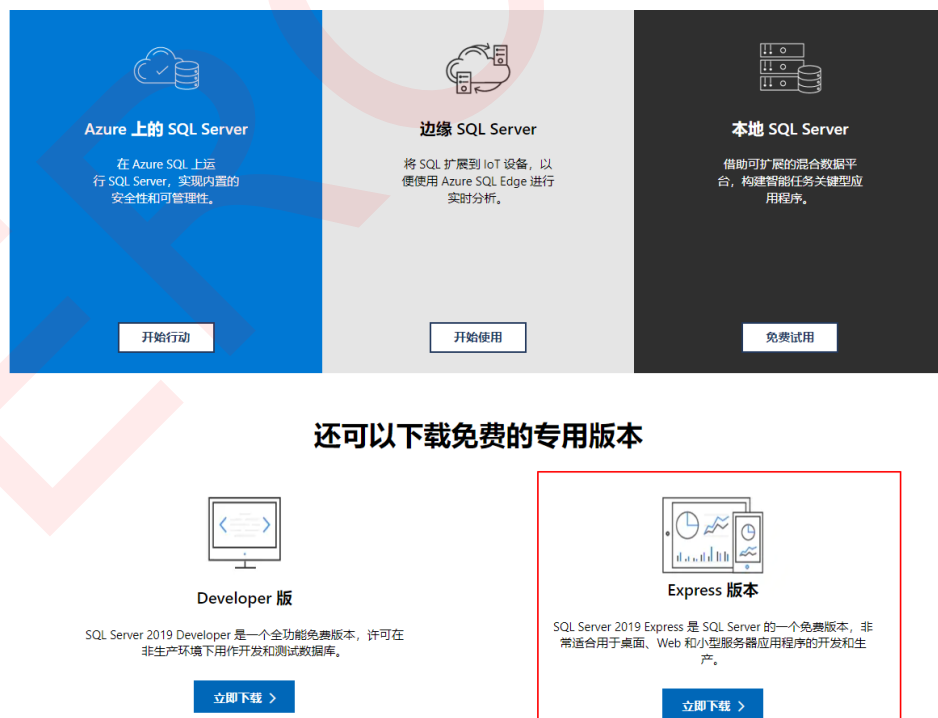 Azure 上的 SQL Server
在 Azure SQL 上运
行 SQL Server，实现内置的
安全性和可管理性。
开始行动
边缘 SQL Server
将 SQL 扩展到 IoT 设备，以
便使用 Azure SQL Edge 进行
实时分析。
开始使用
本地 SQL Server
借助可扩展的混合数据平
台，构建智能任务关键型应
用程序。
免费试用
还可以下载免费的专用版本
Developer 版
SQL Server 2019 Developer 是一个全功能免费版本，许可在
非生产环境下用作开发和测试数据库。
立即下载
Express 版本
SQL Server 2019 Express 是 SQL Server 的一个免费版本，非
常适合用于桌面、Web 和小型服务器应用程序的开发和生
产。
立即下载